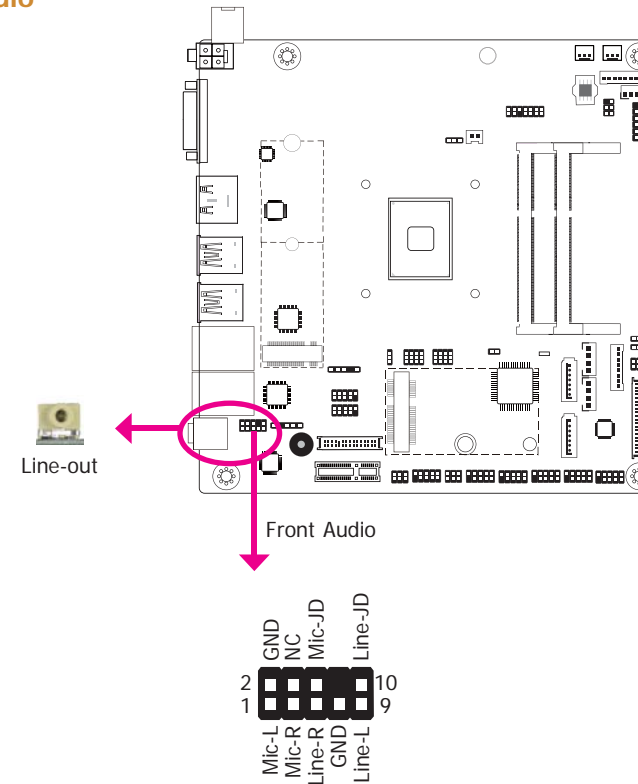 Line-out
Front Audio
GND
NC
Mic-JD
Line-JD
2
10
1
9
Mic-L
Mic-R
Line-R
GND
Line-L